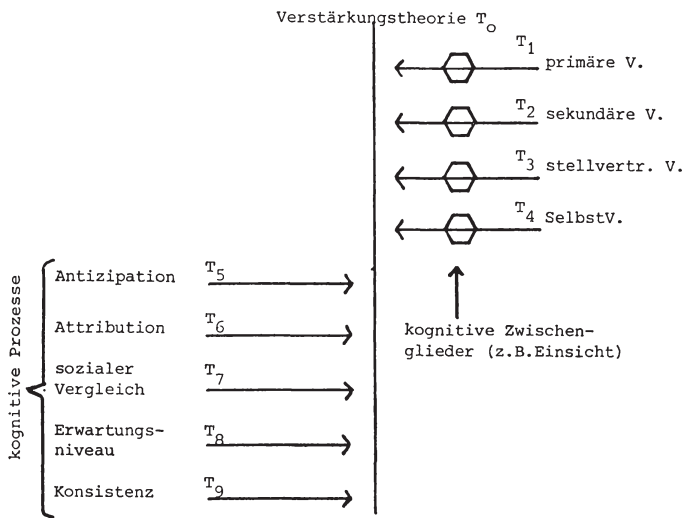 Verstärkungstheorie T₀
T₁
primäre V.
T₂ sekundäre V.
T₃ stellvertr. V.
T₄ SelbstV.
kognitive Zwischen-
glieder (z.B.Einsicht)
kognitive Prozesse
Antizipation T₅
Attribution T₆
sozialer T₇
Vergleich
Erwartungs- T₈
niveau
Konsistenz T₉